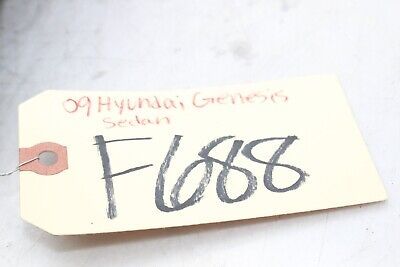 09 Hyundai Genesis
Sedan
F688